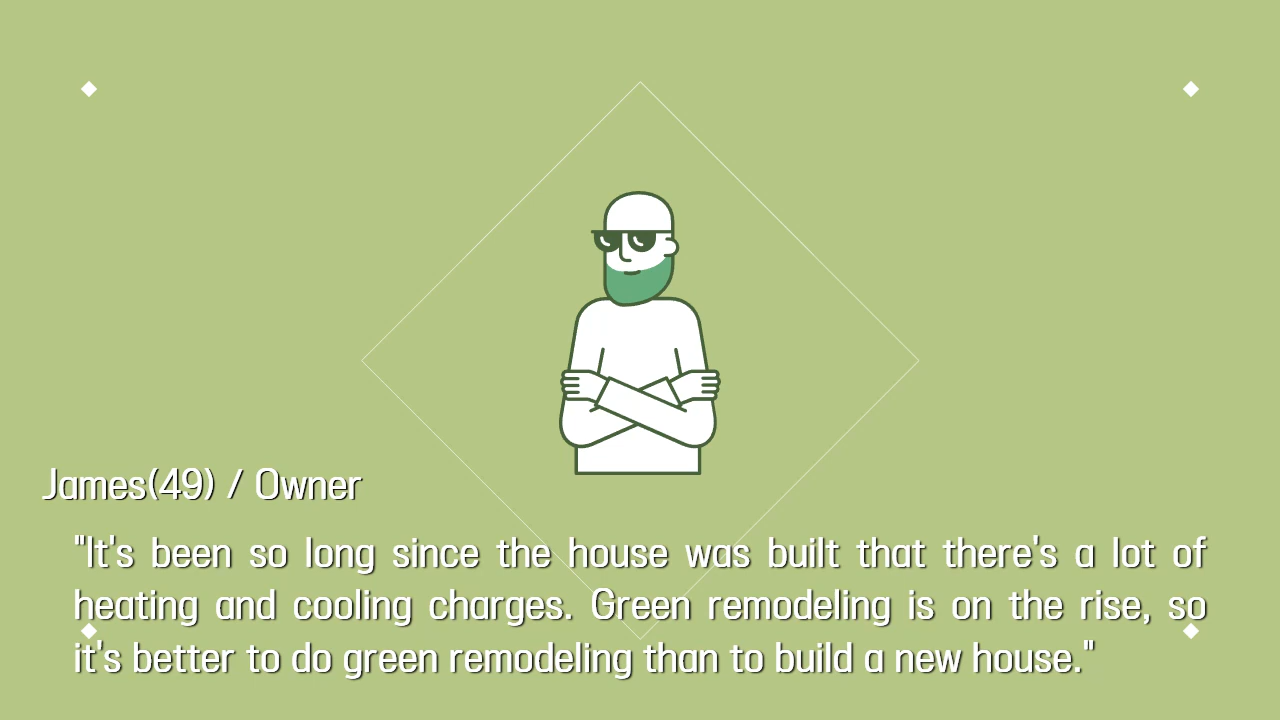 James(49) / Owner
"It's been so long since the house was built that there's a lot of
heating and cooling charges. Green remodeling is on the rise, so
it's better to do green remodeling than to build a new house."